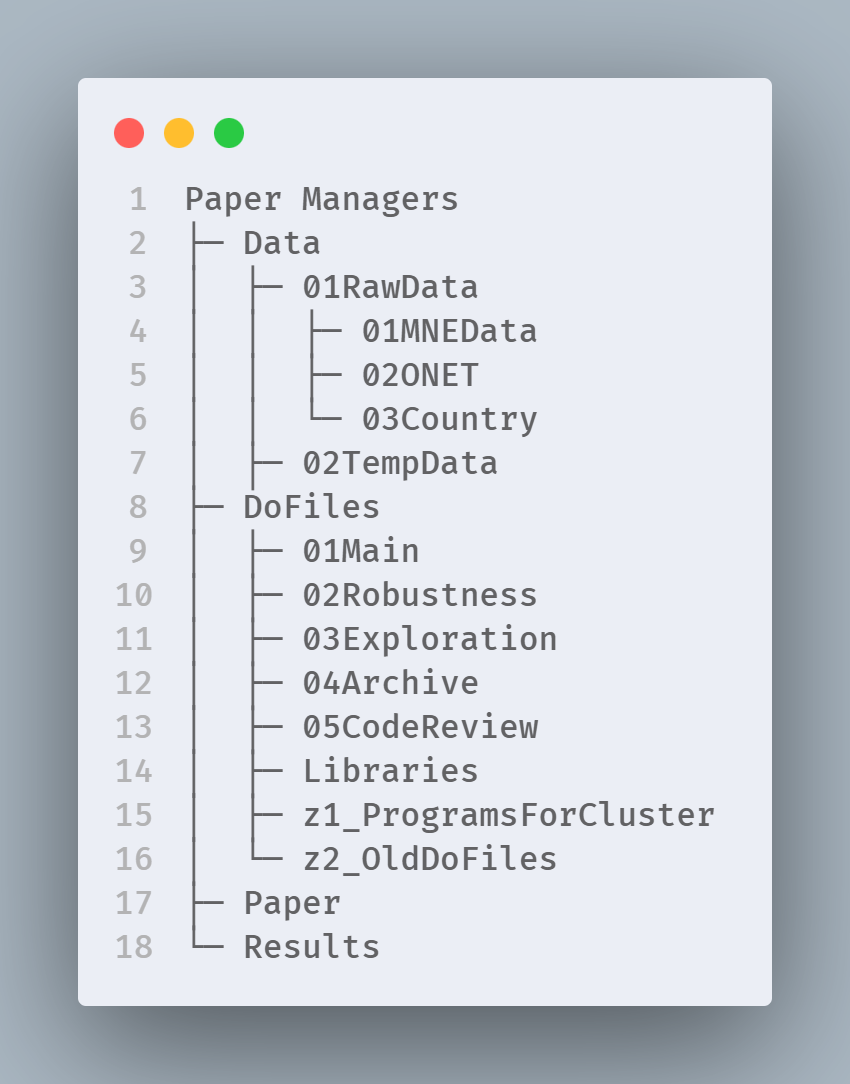 1 Paper Managers
2 ├─ Data
3 │  ├─ 01RawData
4 │  │  ├─ 01MNEData
5 │  │  ├─ 02ONET
6 │  │  └─ 03Country
7 │  ├─ 02TempData
8 ├─ DoFiles
9 │  ├─ 01Main
10 │  ├─ 02Robustness
11 │  ├─ 03Exploration
12 │  ├─ 04Archive
13 │  ├─ 05CodeReview
14 │  ├─ Libraries
15 │  ├─ z1_ProgramsForCluster
16 │  └─ z2_OldDoFiles
17 ├─ Paper
18 └─ Results